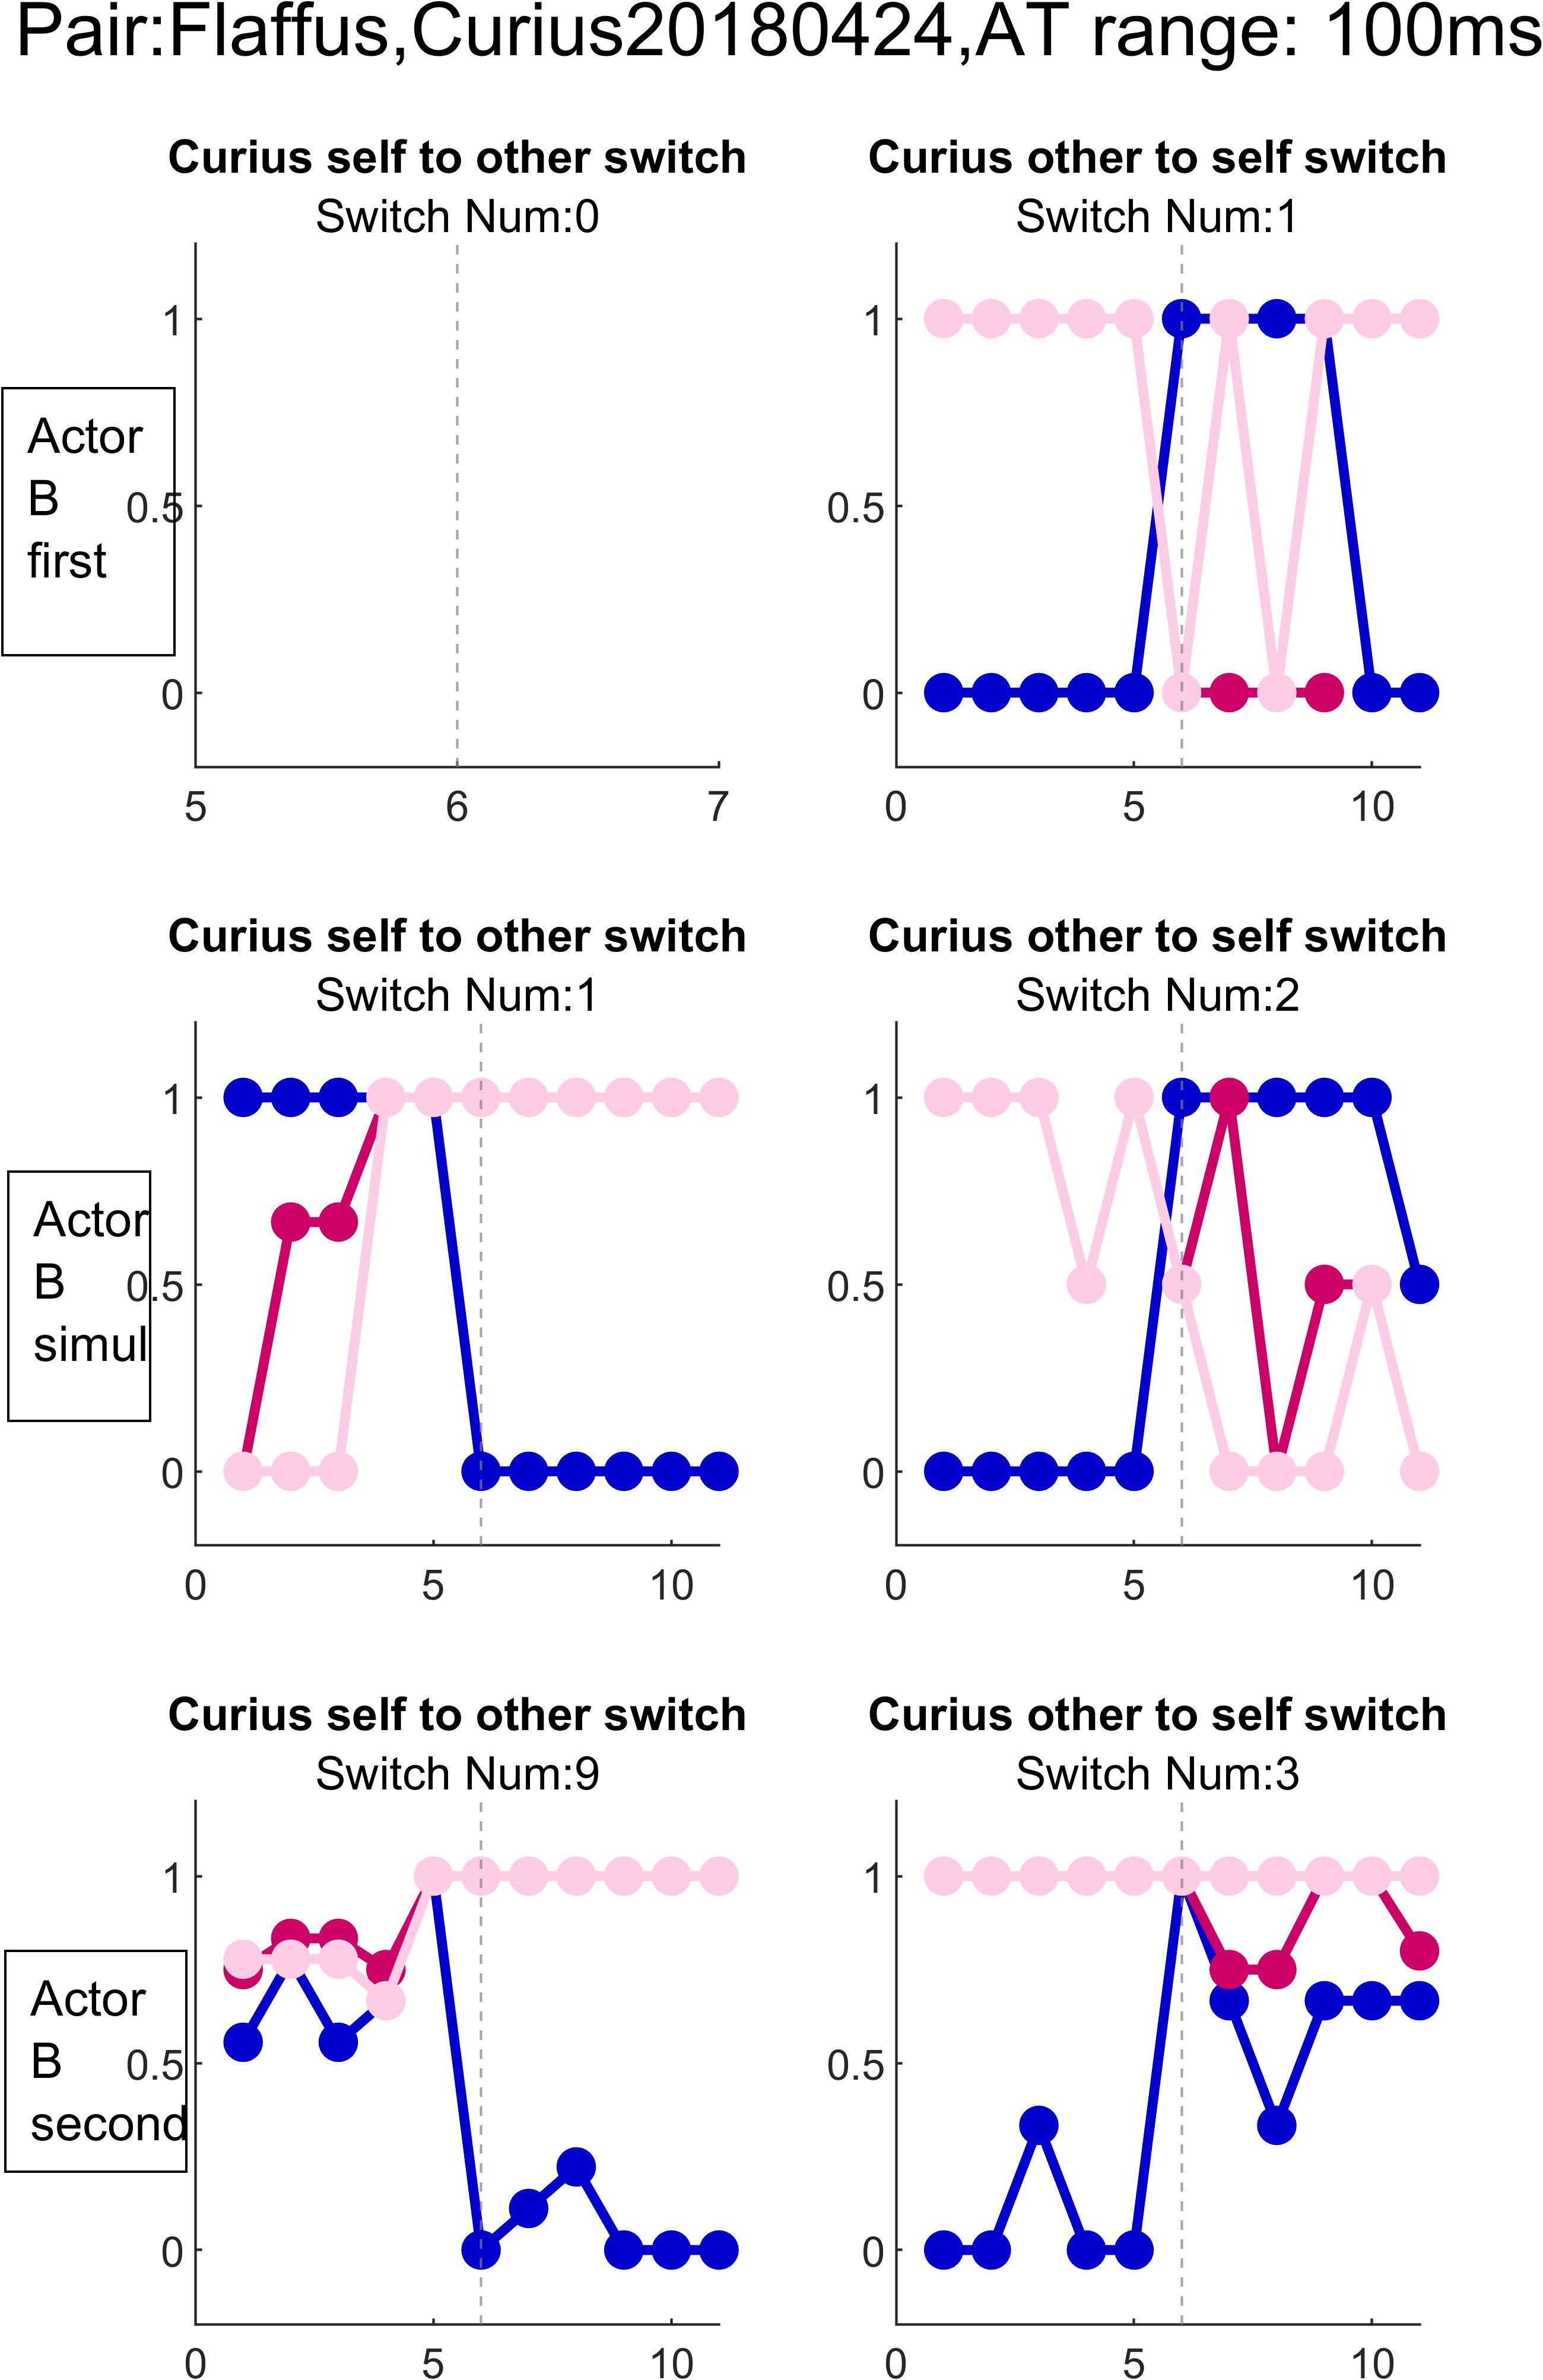 Pair:Flaffus,Curius20180424,AT range: 100ms
Curius self to other switch
Switch Num:0
1
0.5
0
5 6 7
Actor
B
first
Curius other to self switch
Switch Num:1
1
0.5
0
0 5 10
Curius self to other switch
Switch Num:1
1
0.5
0
0 5 10
Actor
B
simul
Curius other to self switch
Switch Num:2
1
0.5
0
0 5 10
Curius self to other switch
Switch Num:9
1
0.5
0
0 5 10
Actor
B
second
Curius other to self switch
Switch Num:3
1
0.5
0
0 5 10